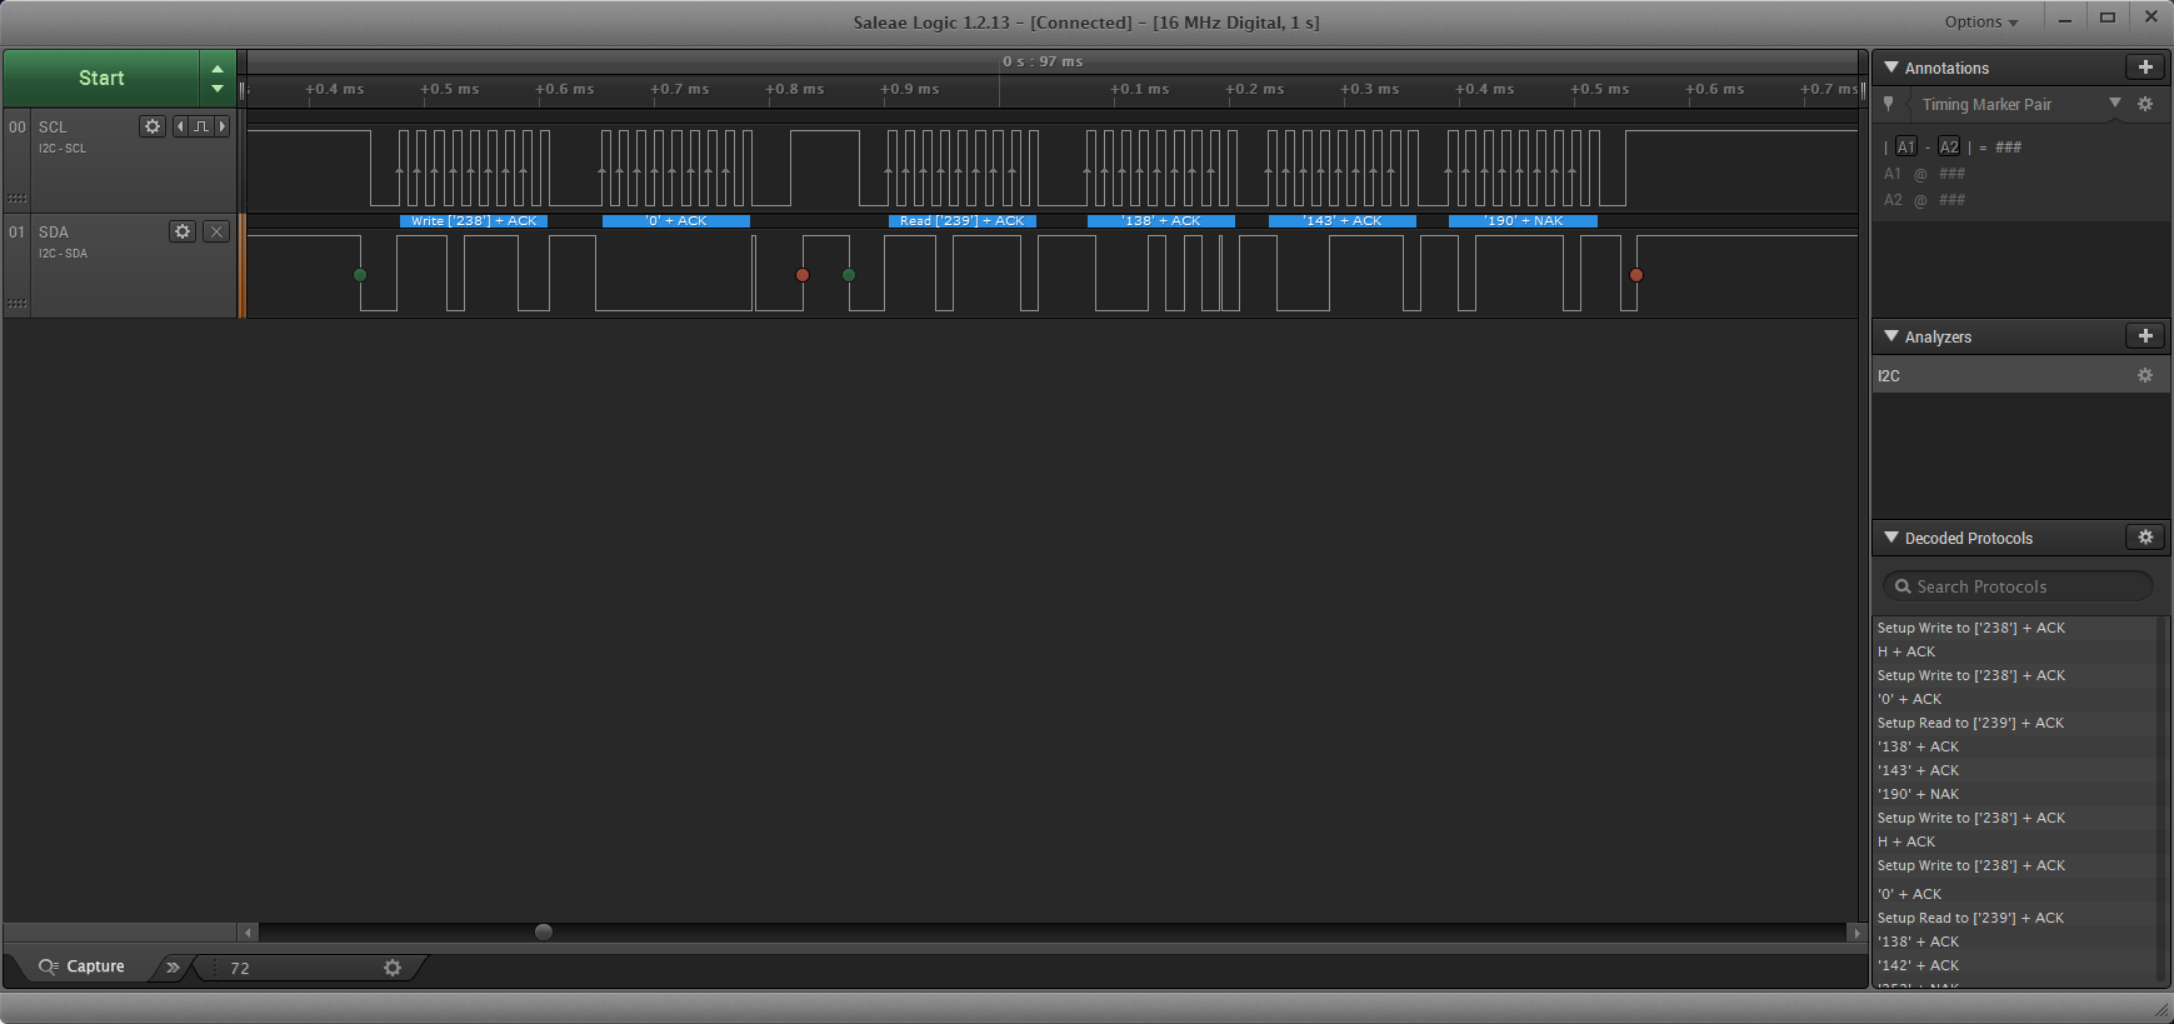 Saleae Logic 1.2.13 - [Connected] - [16 MHz Digital, 1 s]
Options
Start
0 s : 97 ms
+0.4 ms +0.5 ms +0.6 ms +0.7 ms +0.8 ms +0.9 ms +0.1 ms +0.2 ms +0.3 ms +0.4 ms +0.5 ms +0.6 ms +0.7 ms
00 SCL
I2C - SCL
Write ['238'] + ACK '0' + ACK Read ['239'] + ACK '138' + ACK '143' + ACK '190' + NAK
01 SDA
I2C - SDA
Capture
72
Annotations
Timing Marker Pair
| A1 - A2 | = ###
A1 @ ###
A2 @ ###
Analyzers
I2C
Decoded Protocols
Search Protocols
Setup Write to ['238'] + ACK
H + ACK
Setup Write to ['238'] + ACK
'0' + ACK
Setup Read to ['239'] + ACK
'138' + ACK
'143' + ACK
'190' + NAK
Setup Write to ['238'] + ACK
H + ACK
Setup Write to ['238'] + ACK
'0' + ACK
Setup Read to ['239'] + ACK
'138' + ACK
'142' + ACK